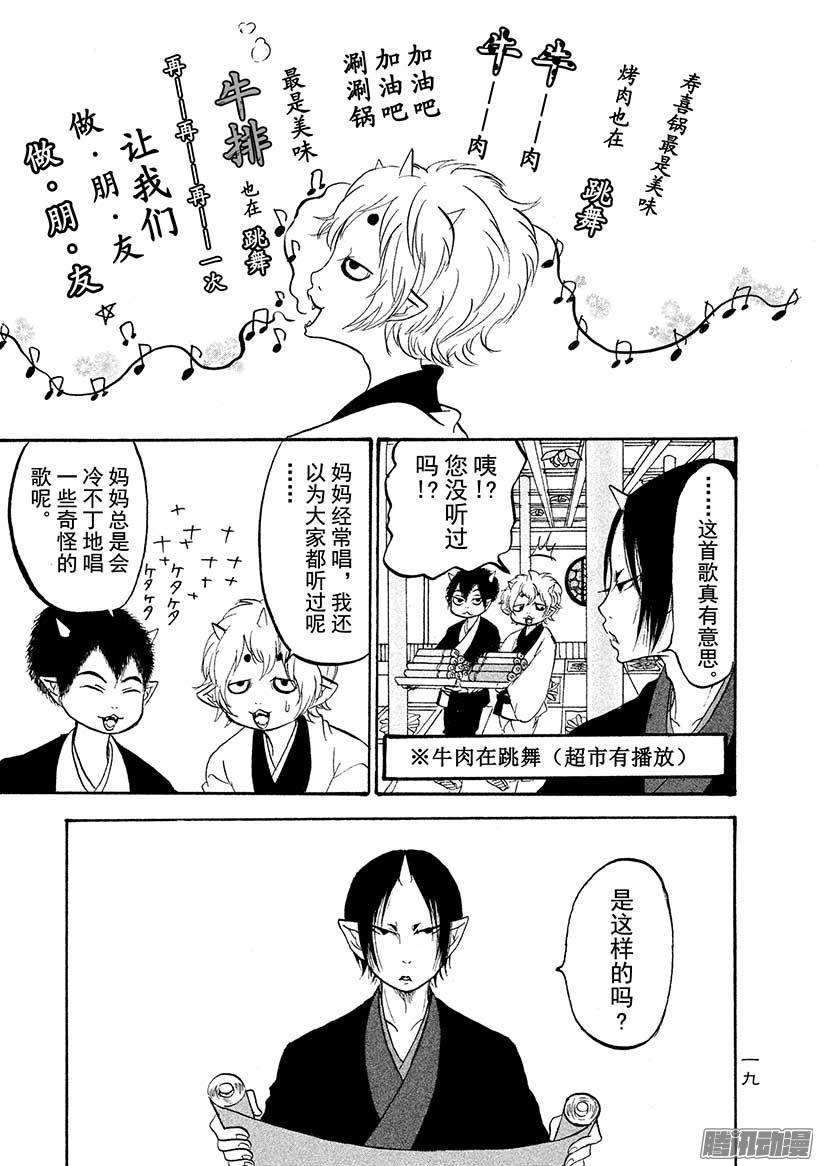 寿喜锅最是美味
烤肉也在
跳舞
牛——肉
牛——肉
加油吧
加油吧
涮涮锅
最是美味
牛排
也在跳舞
再——再——再——一次
让我们
做·朋·友
做·朋·友☆
……这首歌真有意思。
咦!?
您没听过
吗!?
※牛肉在跳舞（超市有播放）
妈妈经常唱，我还
以为大家都听过呢
……
ケタケタ
ケタケタ
妈妈总是会
冷不丁地唱
一些奇怪的
歌呢。
是这样的吗?
一九
腾讯动漫